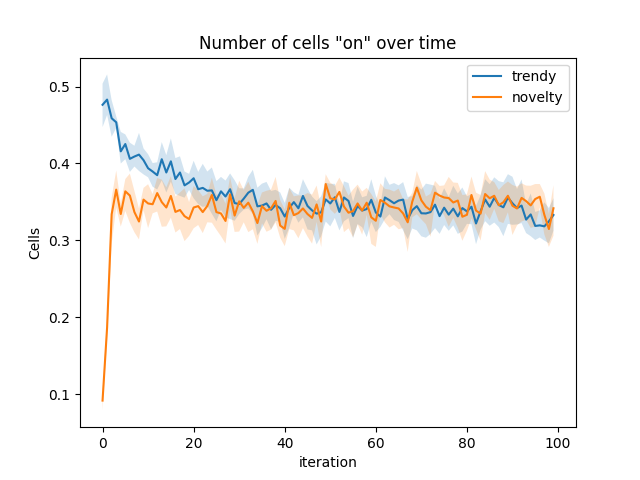 Number of cells "on" over time
trendy
novelty
Cells
0.5
0.4
0.3
0.2
0.1
0 20 40 60 80 100
iteration